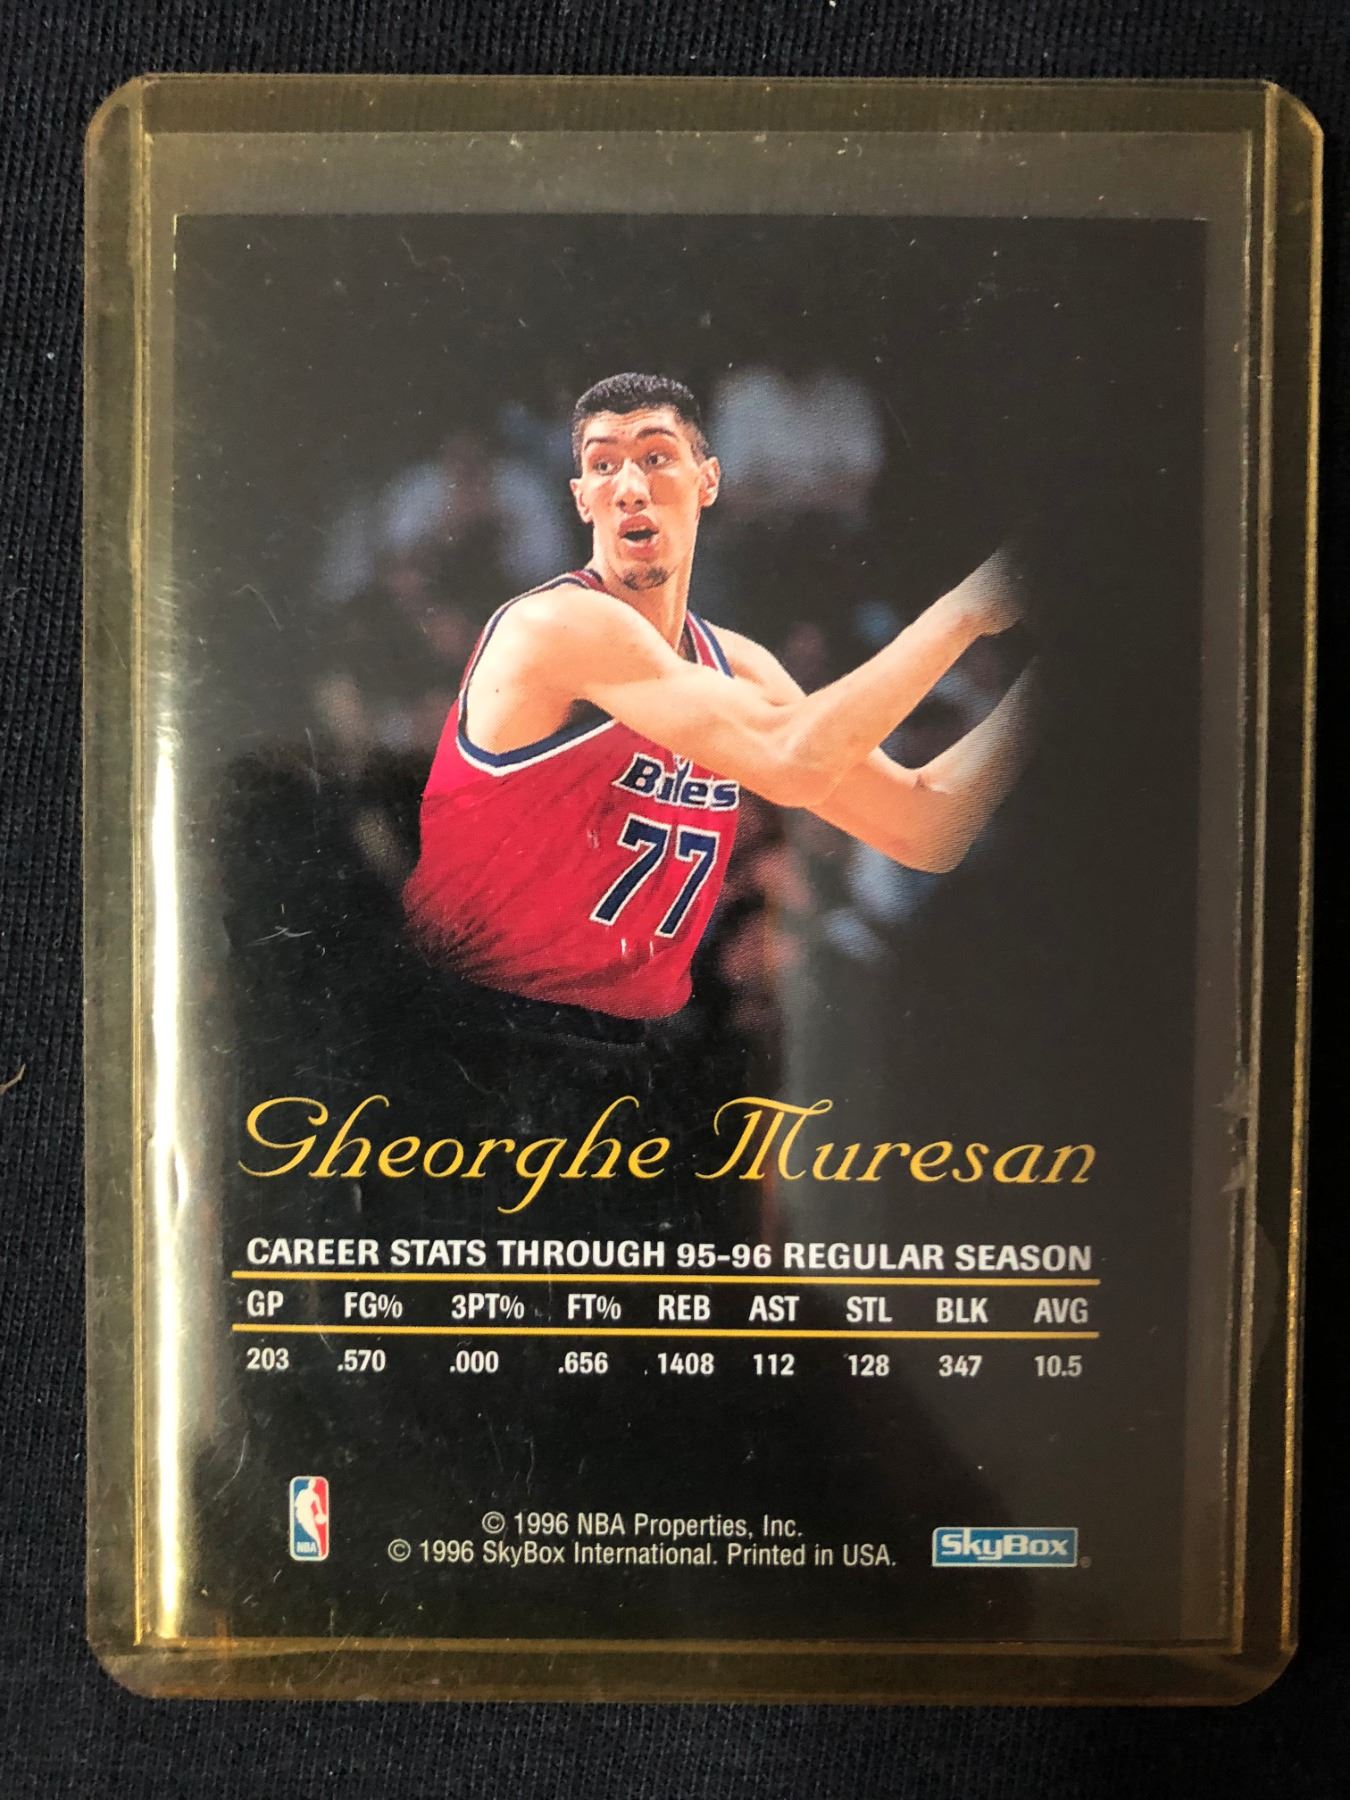 Bullets
77
Gheorghe Muresan
CAREER STATS THROUGH 95-96 REGULAR SEASON
GP FG% 3PT% FT% REB AST STL BLK AVG
203 .570 .000 .656 1408 112 128 347 10.5
NBA
© 1996 NBA Properties, Inc.
© 1996 SkyBox International. Printed in USA.
SkyBox®